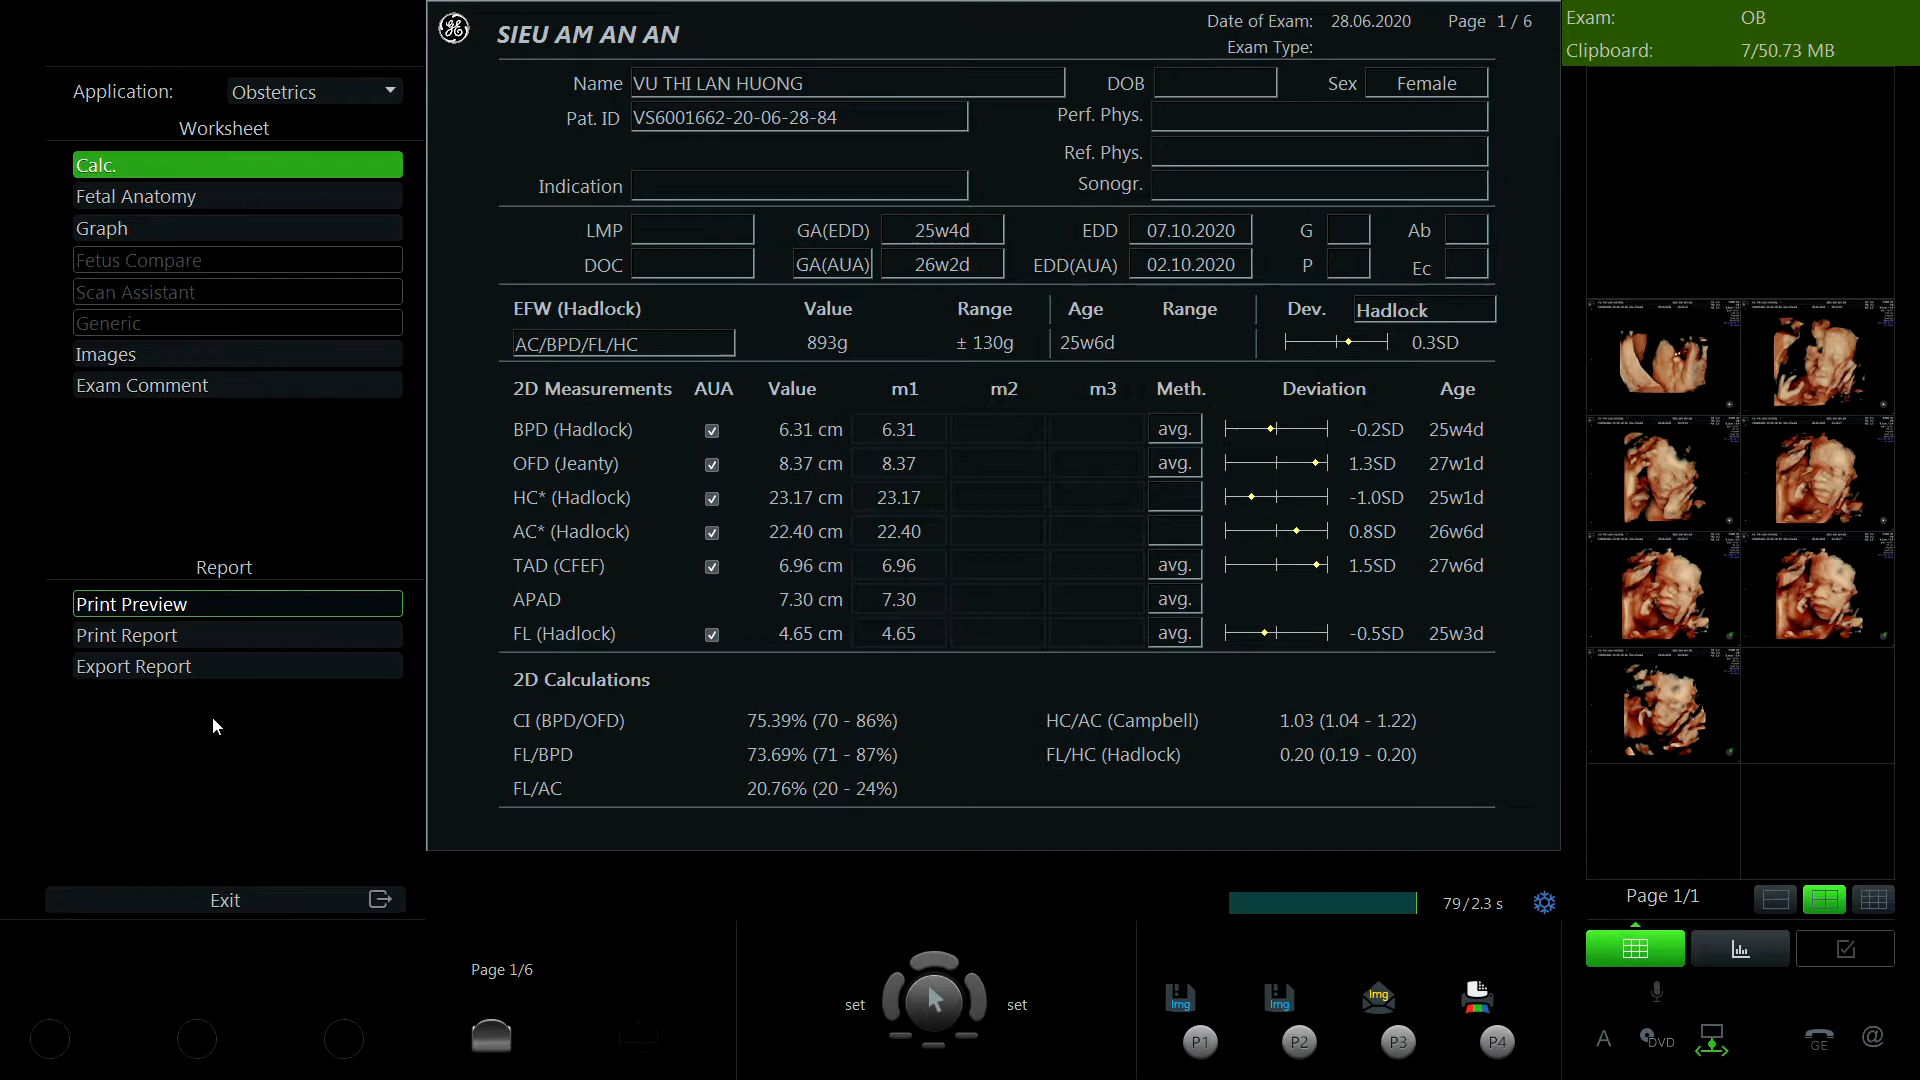 SIEU AM AN AN
Date of Exam: 28.06.2020 Page 1 / 6
Exam Type:
Exam: OB
Clipboard: 7/50.73 MB
Application: Obstetrics
Worksheet
Calc.
Fetal Anatomy
Graph
Fetus Compare
Scan Assistant
Generic
Images
Exam Comment
Report
Print Preview
Print Report
Export Report
Exit
Name VU THI LAN HUONG DOB Sex Female
Pat. ID VS6001662-20-06-28-84 Perf. Phys.
Ref. Phys.
Indication Sonogr.
LMP GA(EDD) 25w4d EDD 07.10.2020 G Ab
DOC GA(AUA) 26w2d EDD(AUA) 02.10.2020 P Ec
EFW (Hadlock) Value Range Age Range Dev. Hadlock
AC/BPD/FL/HC 893g ± 130g 25w6d 0.3SD
2D Measurements AUA Value m1 m2 m3 Meth. Deviation Age
BPD (Hadlock) 6.31 cm 6.31 avg. -0.2SD 25w4d
OFD (Jeanty) 8.37 cm 8.37 avg. 1.3SD 27w1d
HC* (Hadlock) 23.17 cm 23.17 -1.0SD 25w1d
AC* (Hadlock) 22.40 cm 22.40 0.8SD 26w6d
TAD (CFEF) 6.96 cm 6.96 avg. 1.5SD 27w6d
APAD 7.30 cm 7.30 avg.
FL (Hadlock) 4.65 cm 4.65 avg. -0.5SD 25w3d
2D Calculations
CI (BPD/OFD) 75.39% (70 - 86%) HC/AC (Campbell) 1.03 (1.04 - 1.22)
FL/BPD 73.69% (71 - 87%) FL/HC (Hadlock) 0.20 (0.19 - 0.20)
FL/AC 20.76% (20 - 24%)
79/2.3 s
Page 1/1
Page 1/6
set set
Img Img Img
P1 P2 P3 P4
A DVD GE @